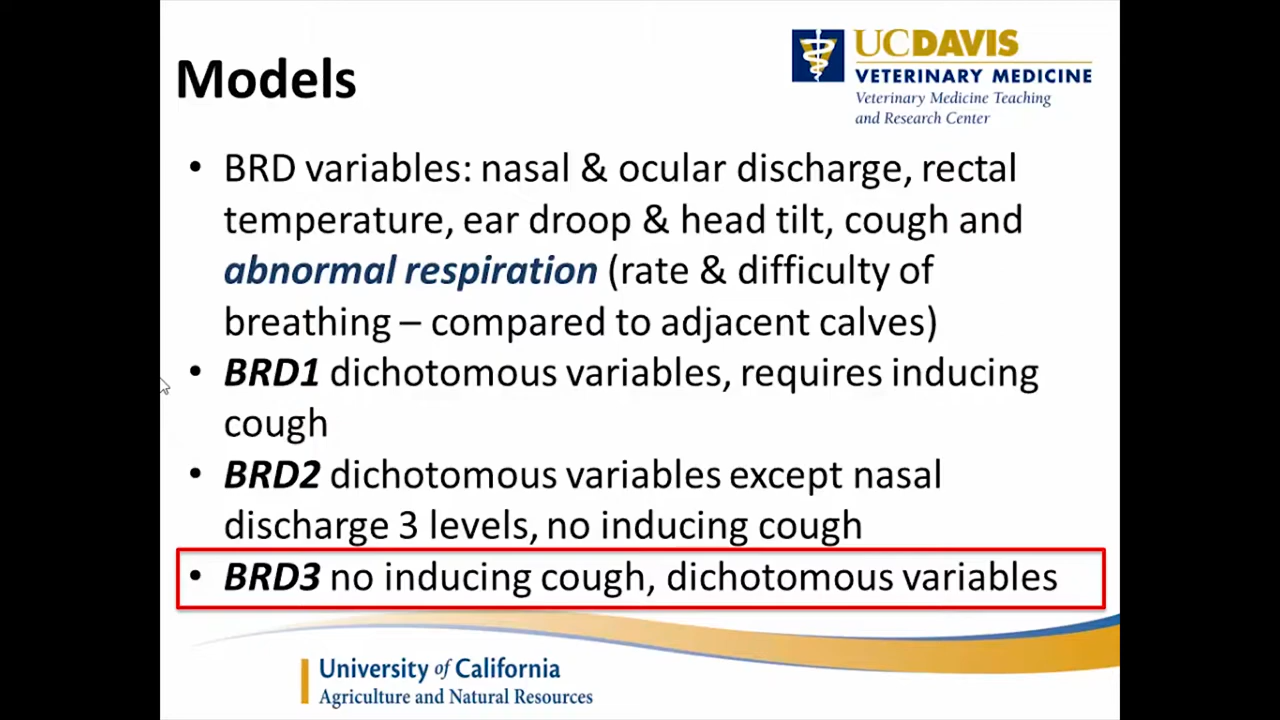 Models
UCDAVIS
VETERINARY MEDICINE
Veterinary Medicine Teaching
and Research Center
• BRD variables: nasal & ocular discharge, rectal
temperature, ear droop & head tilt, cough and
abnormal respiration (rate & difficulty of
breathing – compared to adjacent calves)
• BRD1 dichotomous variables, requires inducing
cough
• BRD2 dichotomous variables except nasal
discharge 3 levels, no inducing cough
• BRD3 no inducing cough, dichotomous variables
University of California
Agriculture and Natural Resources